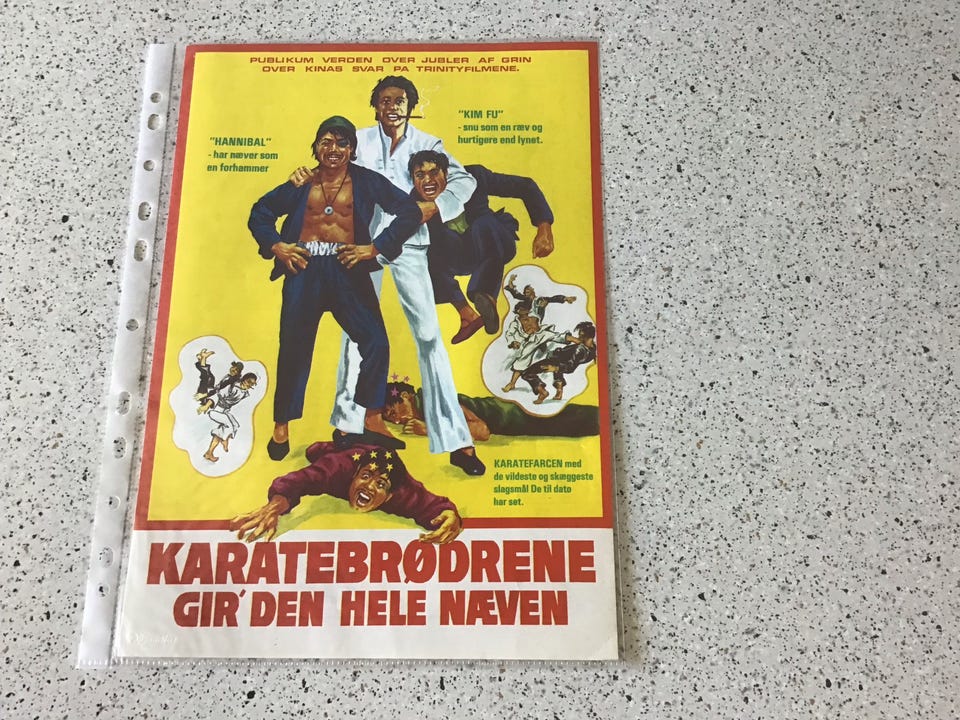 PUBLIKUM VERDEN OVER JUBLER AF GRIN
OVER KINAS SVAR PA TRINITYFILMENE.
"HANNIBAL"
- har næver som
en forhammer
"KIM FU"
- snu som en ræv og
hurtigere end lynet.
KARATEFARCEN med
de vildeste og skæggeste
slagsmål De til dato
har set.
KARATEBRØDRENE
GIR' DEN HELE NÆVEN